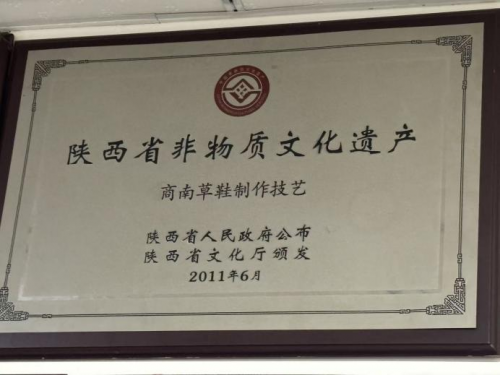 陕西省非物质文化遗产
商南草鞋制作技艺
陕西省人民政府公布
陕西省文化厅颁发
2011年6月